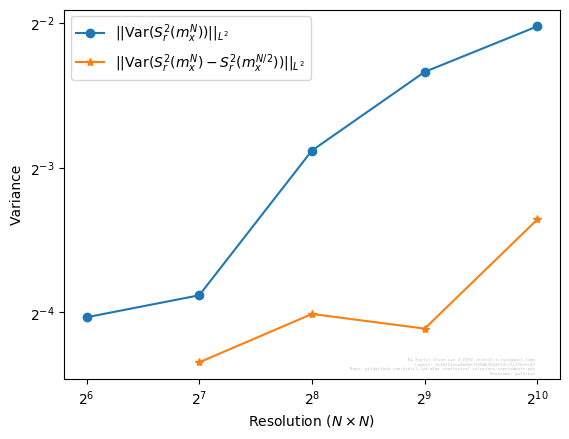 ||Var(S_r^2(m_x^N))||_{L^2}
||Var(S_r^2(m_x^N) − S_r^2(m_x^{N/2}))||_{L^2}
2^{-2}
2^{-3}
2^{-4}
Variance
2^6 2^7 2^8 2^9 2^{10}
Resolution (N × N)